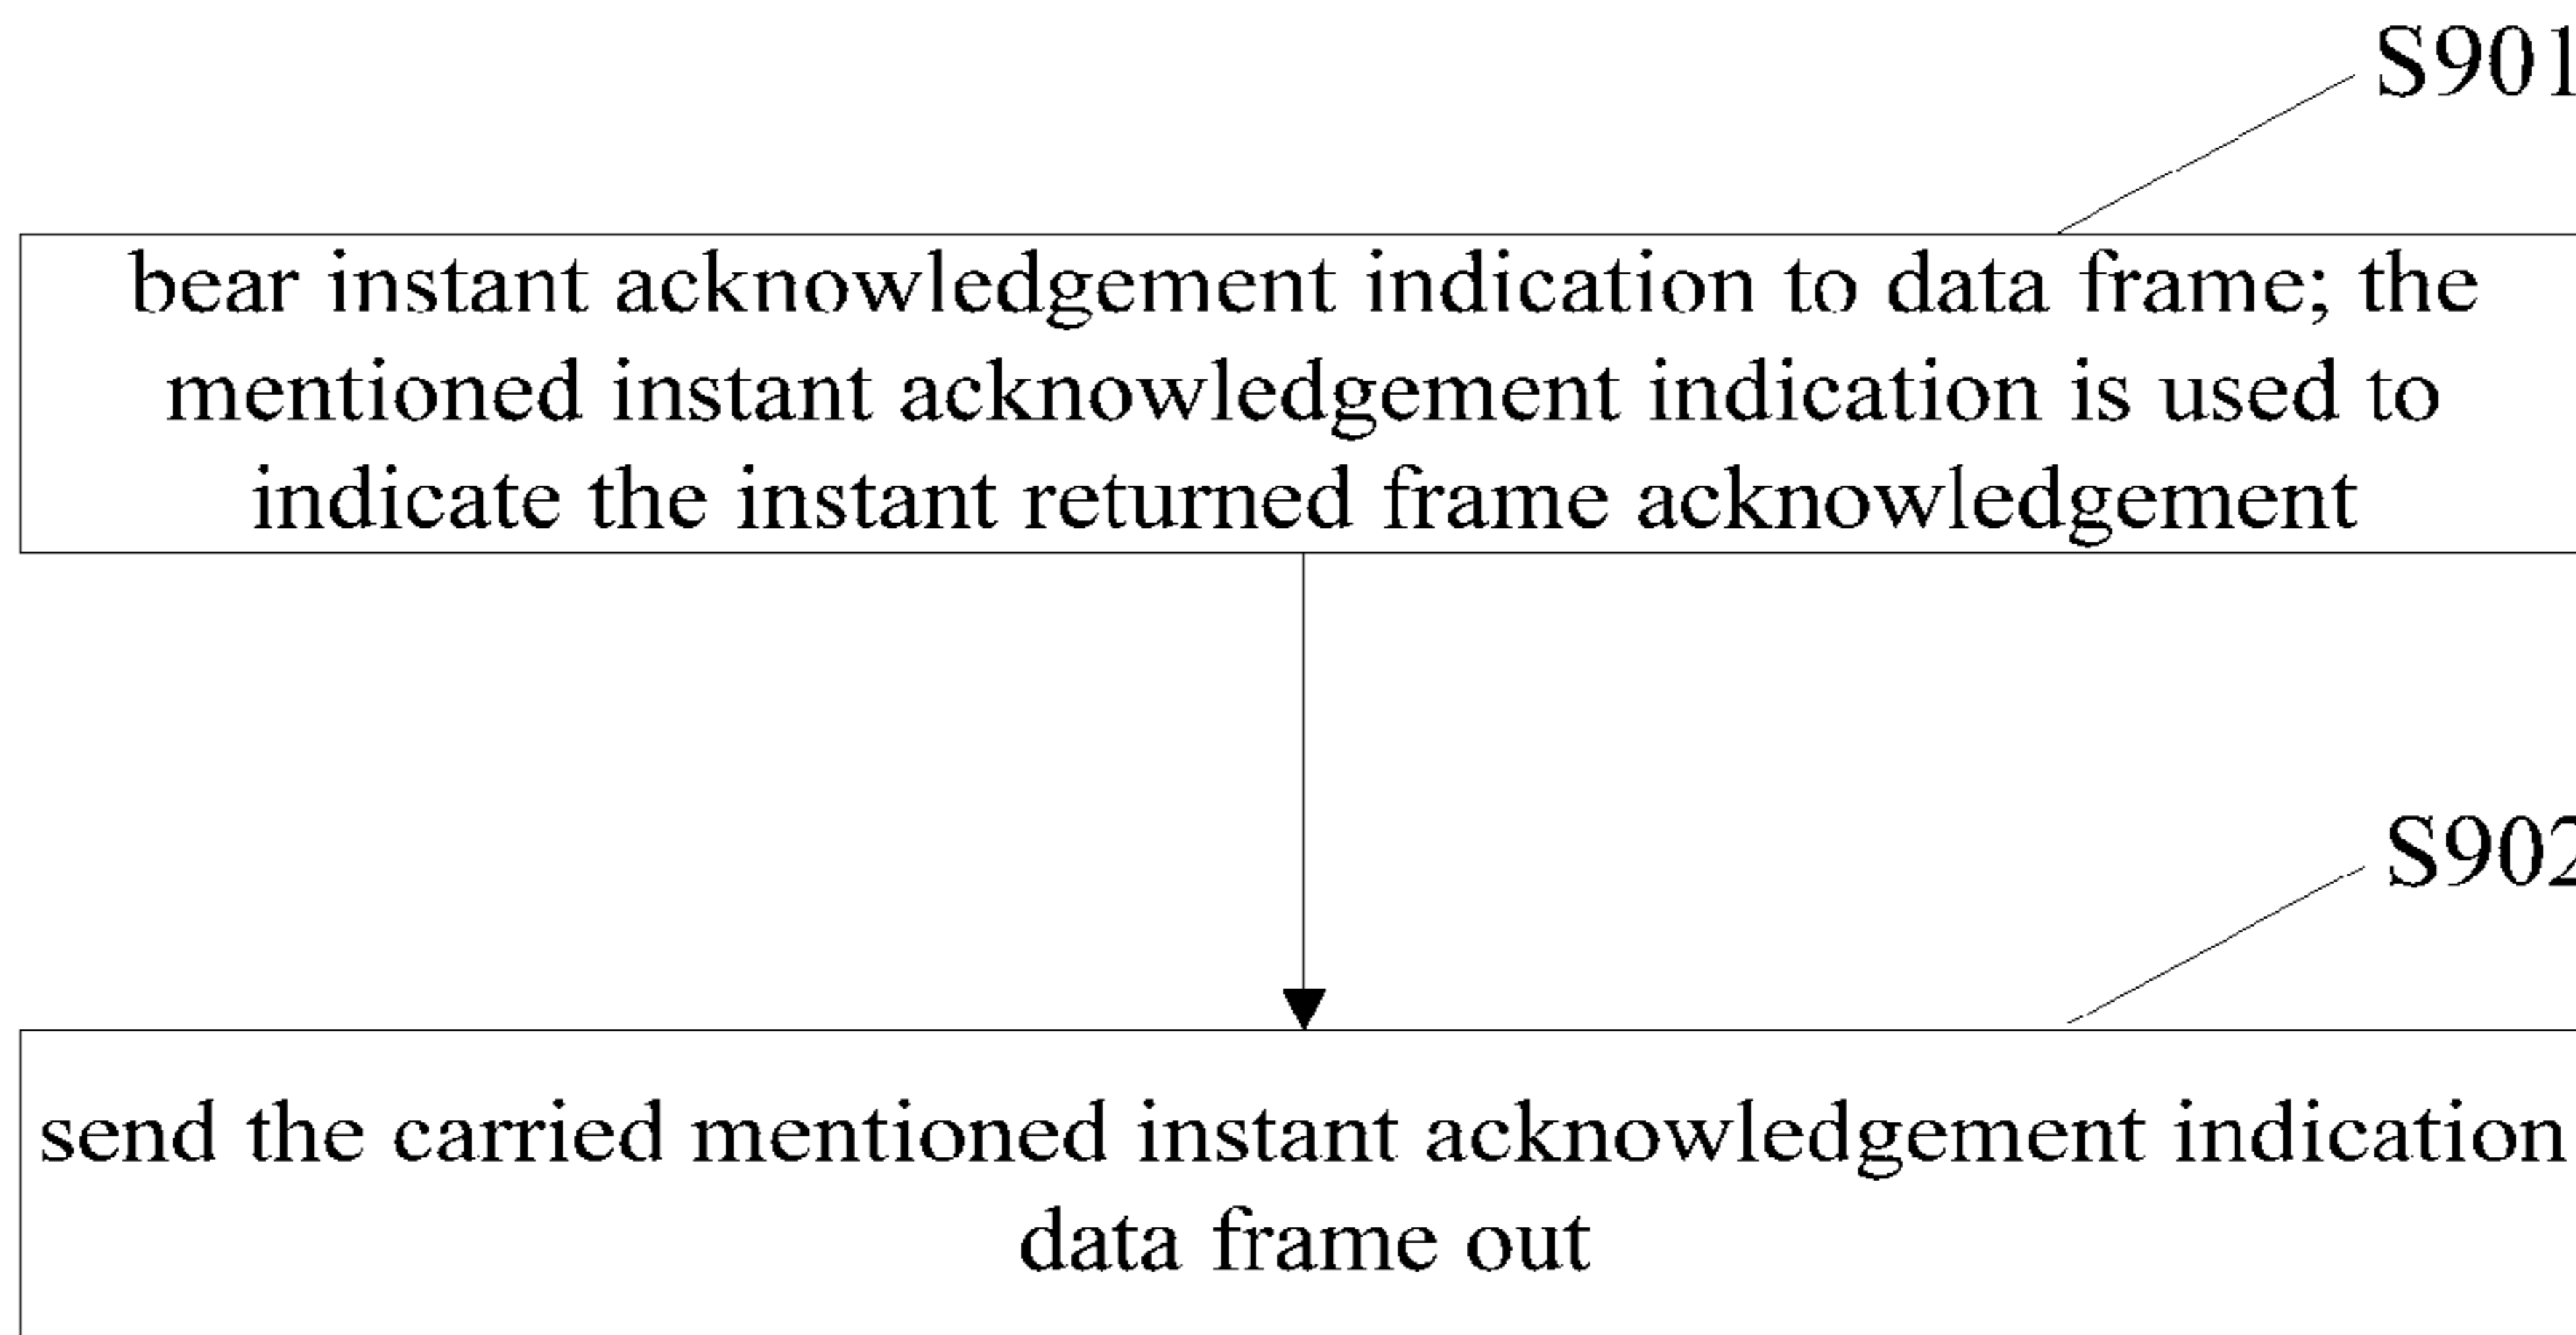 S901
bear instant acknowledgement indication to data frame; the
mentioned instant acknowledgement indication is used to
indicate the instant returned frame acknowledgement
S902
send the carried mentioned instant acknowledgement indication
data frame out